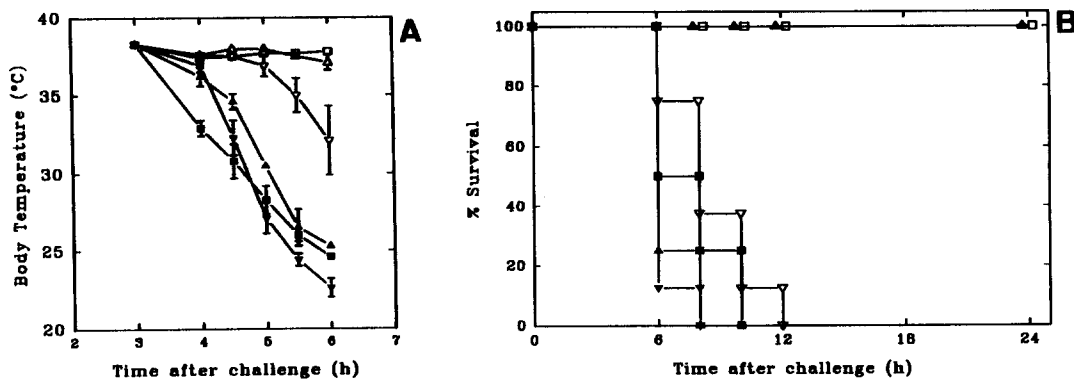 A
Body Temperature (°C)
40
35
30
25
20
2 3 4 5 6 7
Time after challenge (h)
B
% Survival
100
80
60
40
20
0
0 6 12 18 24
Time after challenge (h)